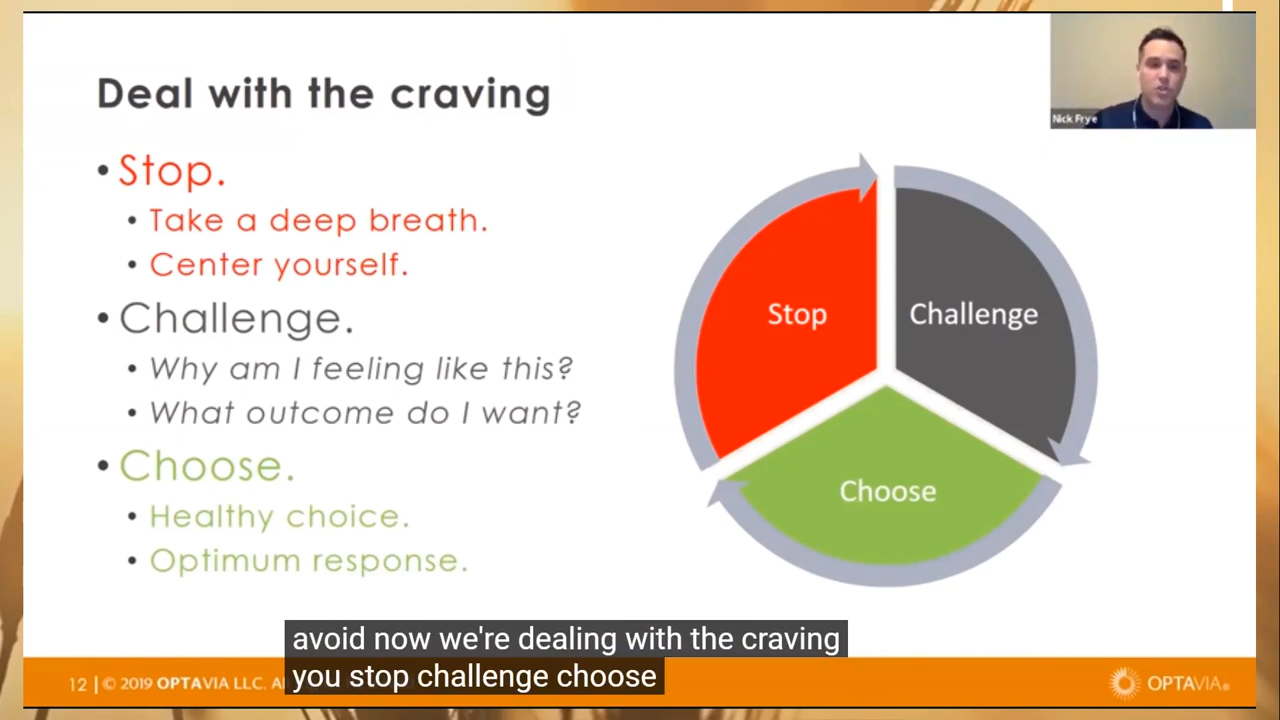 Deal with the craving
Nick Frye
• Stop.
• Take a deep breath.
• Center yourself.
• Challenge.
• Why am I feeling like this?
• What outcome do I want?
• Choose.
• Healthy choice.
• Optimum response.
Stop
Challenge
Choose
avoid now we're dealing with the craving
you stop challenge choose
12 | © 2019 OPTAVIA LLC.
OPTAVIA®